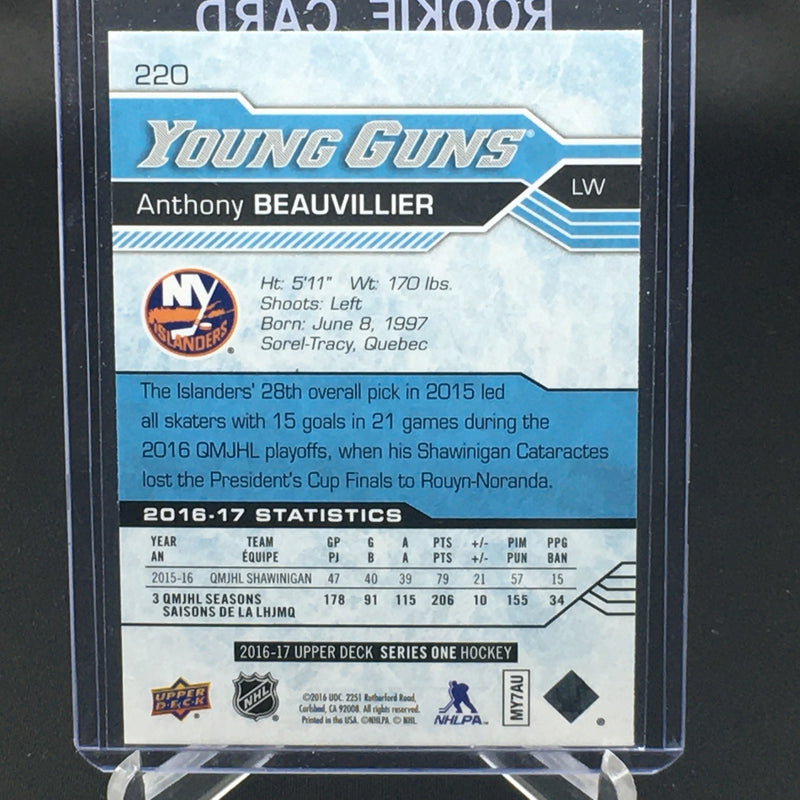 ROOKIE CARD
220
YOUNG GUNS
Anthony BEAUVILLIER
LW
NY
ISLANDERS
Ht: 5'11" Wt: 170 lbs.
Shoots: Left
Born: June 8, 1997
Sorel-Tracy, Quebec
The Islanders' 28th overall pick in 2015 led
all skaters with 15 goals in 21 games during the
2016 QMJHL playoffs, when his Shawinigan Cataractes
lost the President's Cup Finals to Rouyn-Noranda.
2016-17 STATISTICS
YEAR TEAM GP G A PTS +/- PIM PPG
AN ÉQUIPE PJ B A PTS +/- PUN BAN
2015-16 QMJHL SHAWINIGAN 47 40 39 79 21 57 15
3 QMJHL SEASONS 178 91 115 206 10 155 34
SAISONS DE LA LHJMQ
2016-17 UPPER DECK SERIES ONE HOCKEY
UPPER DECK
NHL
©2016 UDC. 2251 Rutherford Road,
Carlsbad, CA 92008. All rights reserved.
Printed in the USA. ©NHLPA. © NHL.
NHLPA
MY7AU